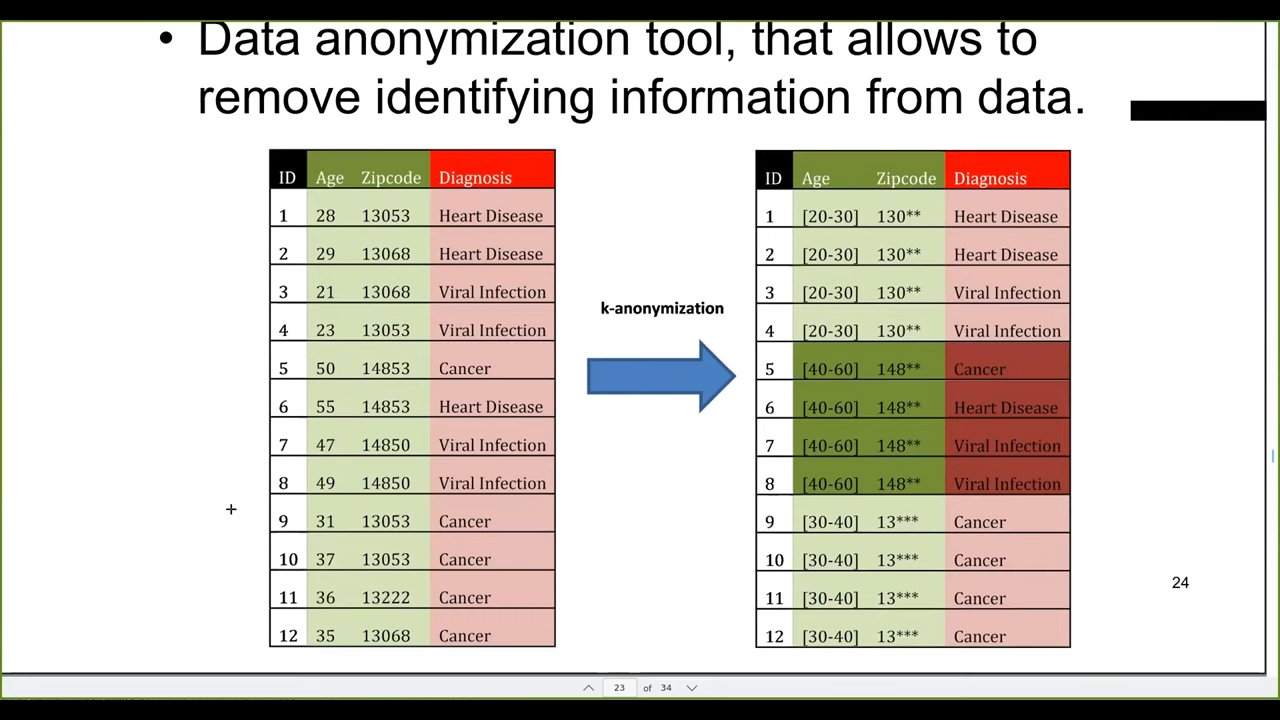 • Data anonymization tool, that allows to
remove identifying information from data.
ID Age Zipcode Diagnosis
1 28 13053 Heart Disease
2 29 13068 Heart Disease
3 21 13068 Viral Infection
4 23 13053 Viral Infection
5 50 14853 Cancer
6 55 14853 Heart Disease
7 47 14850 Viral Infection
8 49 14850 Viral Infection
9 31 13053 Cancer
10 37 13053 Cancer
11 36 13222 Cancer
12 35 13068 Cancer
k-anonymization
ID Age Zipcode Diagnosis
1 [20-30] 130** Heart Disease
2 [20-30] 130** Heart Disease
3 [20-30] 130** Viral Infection
4 [20-30] 130** Viral Infection
5 [40-60] 148** Cancer
6 [40-60] 148** Heart Disease
7 [40-60] 148** Viral Infection
8 [40-60] 148** Viral Infection
9 [30-40] 13*** Cancer
10 [30-40] 13*** Cancer
11 [30-40] 13*** Cancer
12 [30-40] 13*** Cancer
24
23 of 34